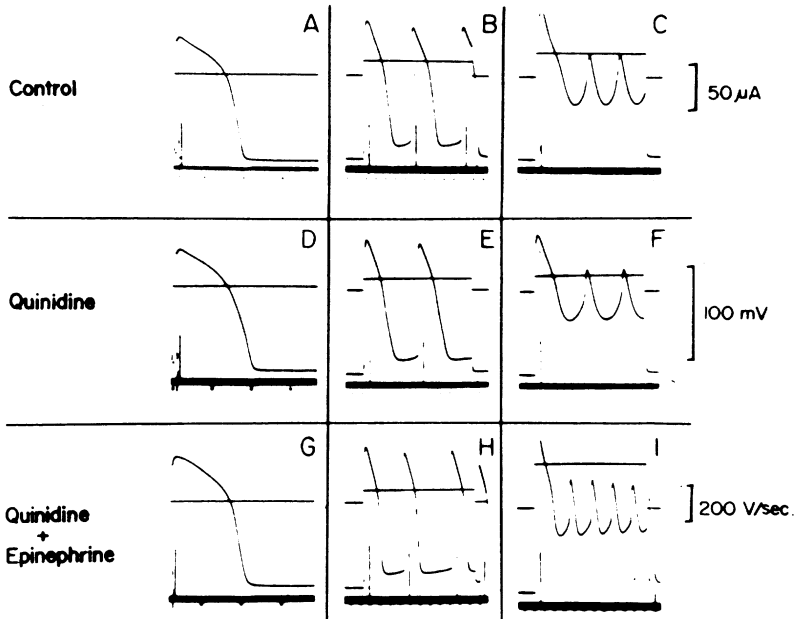 A B C
Control
50 μA
D E F
Quinidine
100 mV
G H I
Quinidine
+
Epinephrine
200 V/sec.